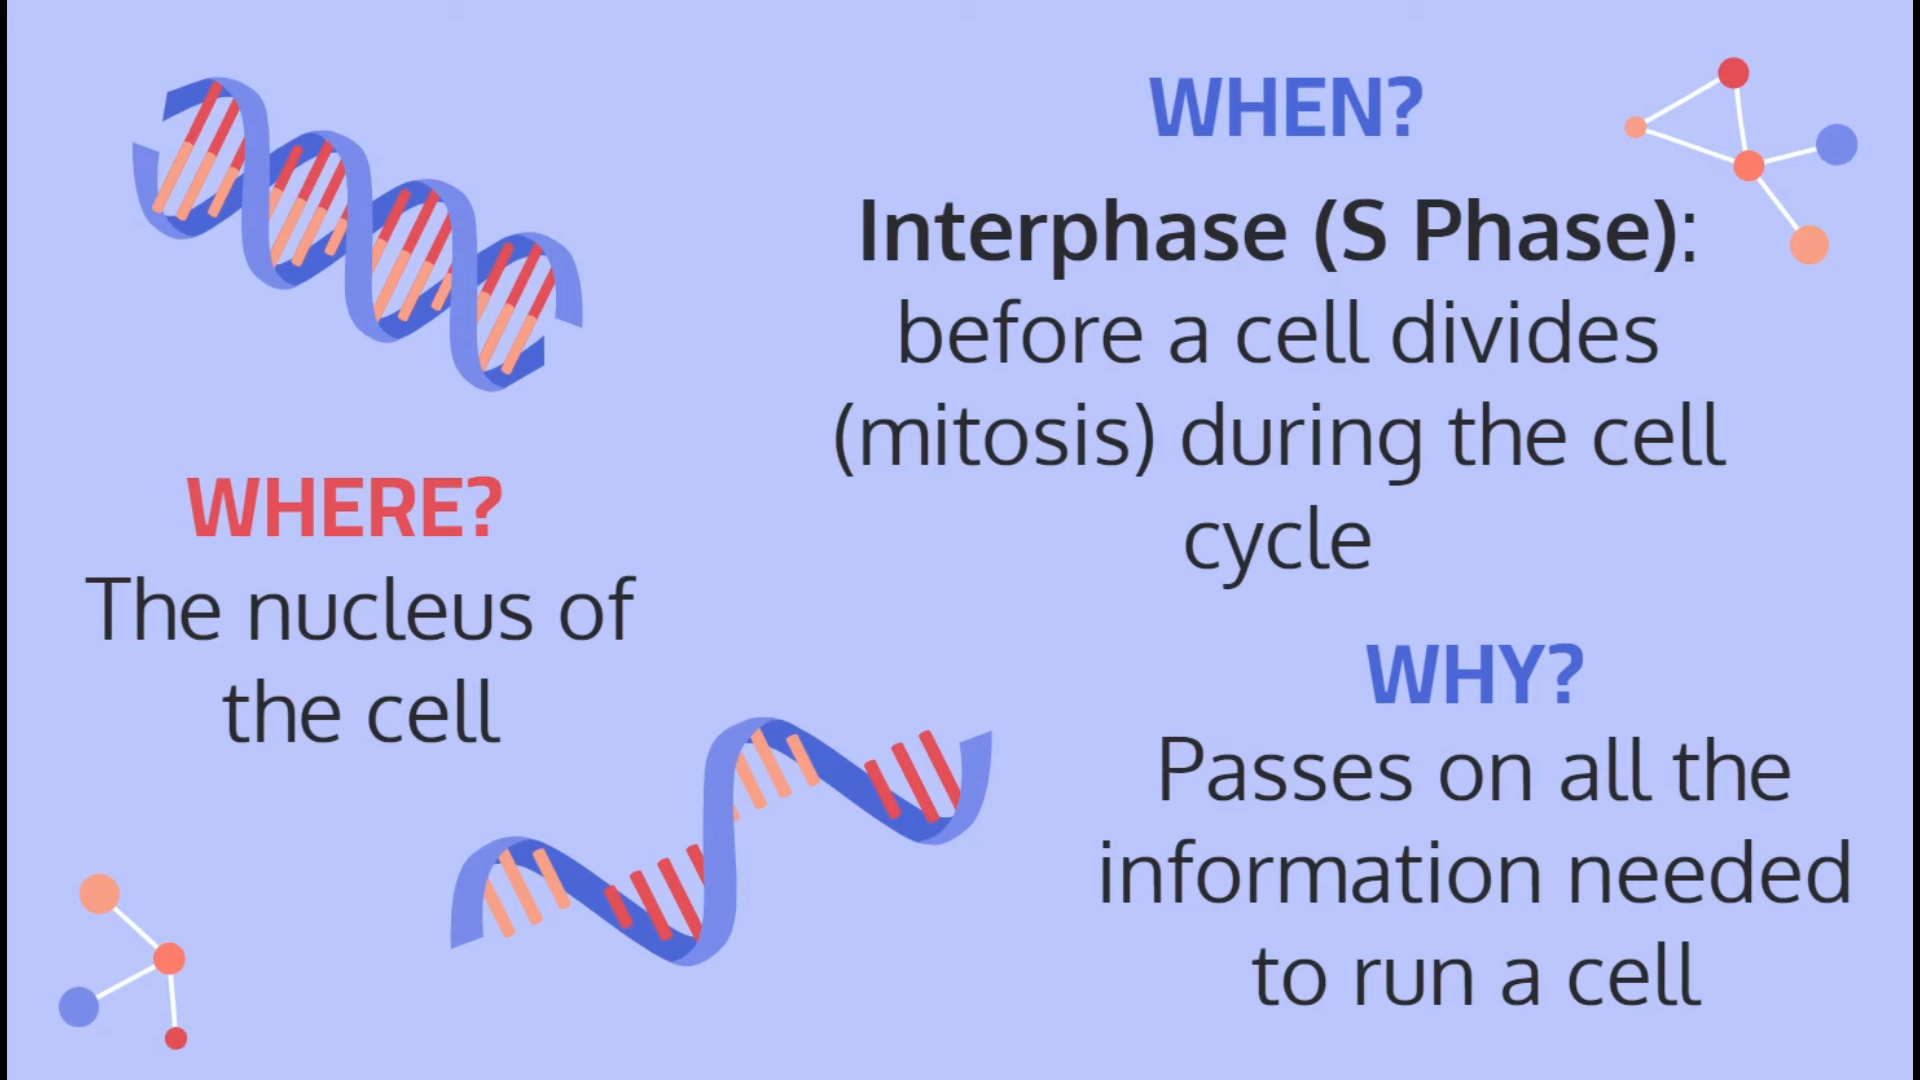 WHEN?
Interphase (S Phase):
before a cell divides
(mitosis) during the cell
cycle
WHERE?
The nucleus of
the cell
WHY?
Passes on all the
information needed
to run a cell